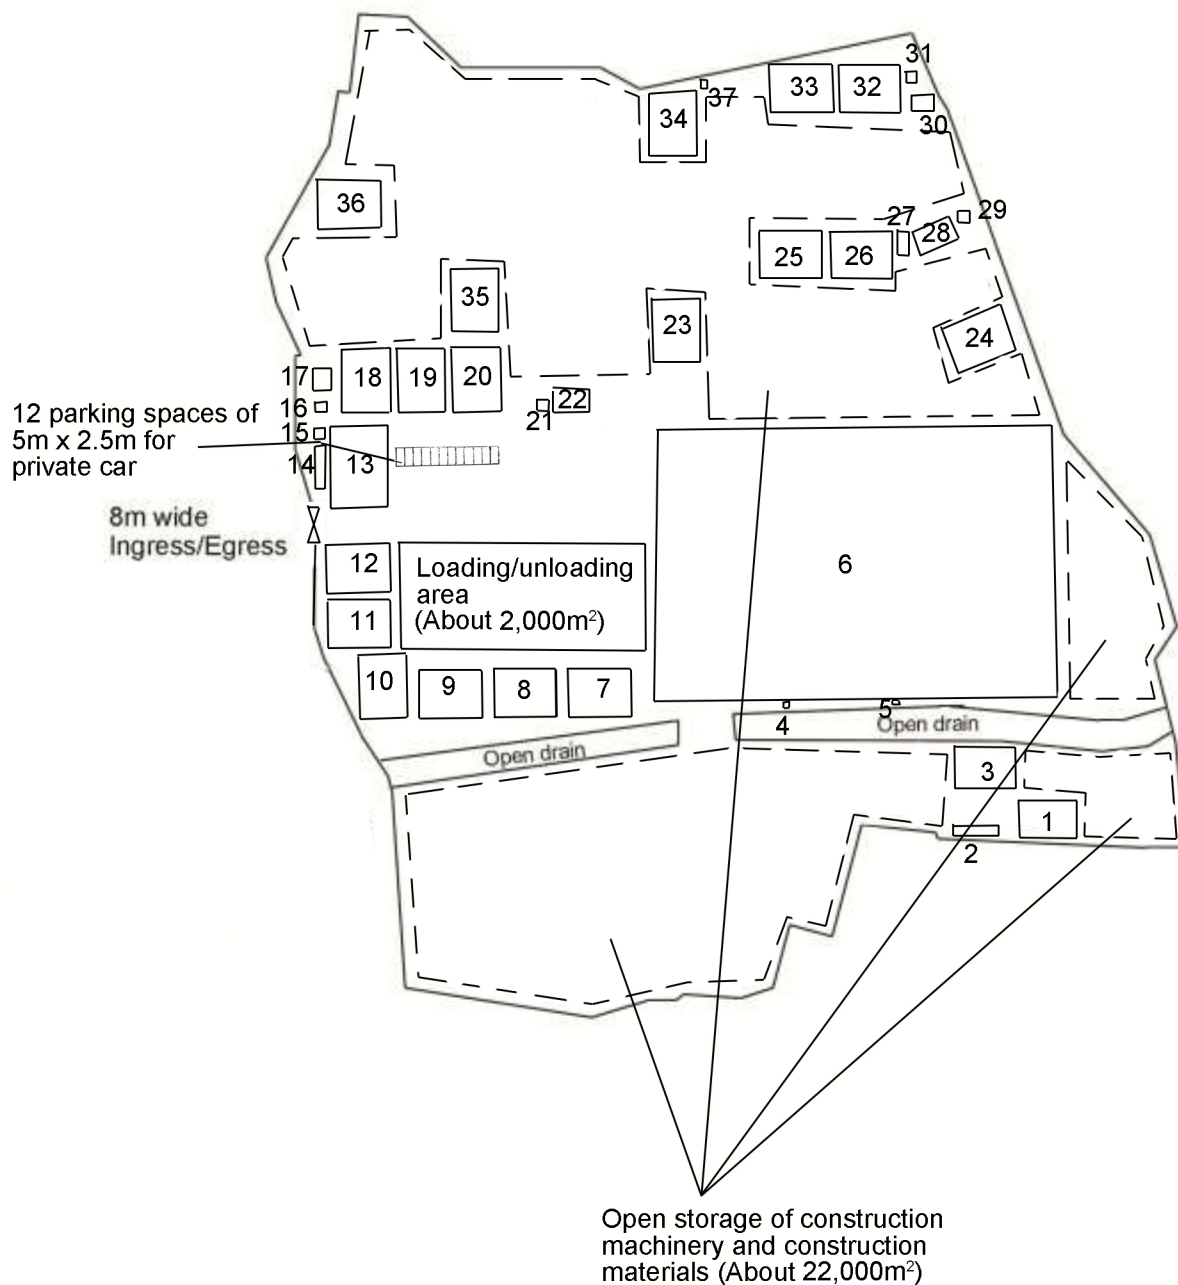 31
33
32
37
34
30
36
27
29
28
25
26
35
23
24
17
18
19
20
16
22
21
12 parking spaces of
5m x 2.5m for
private car
15
14
13
8m wide
Ingress/Egress
12
Loading/unloading
area
(About 2,000m²)
6
11
10
9
8
7
4
5
Open drain
Open drain
3
1
2
Open storage of construction
machinery and construction
materials (About 22,000m²)